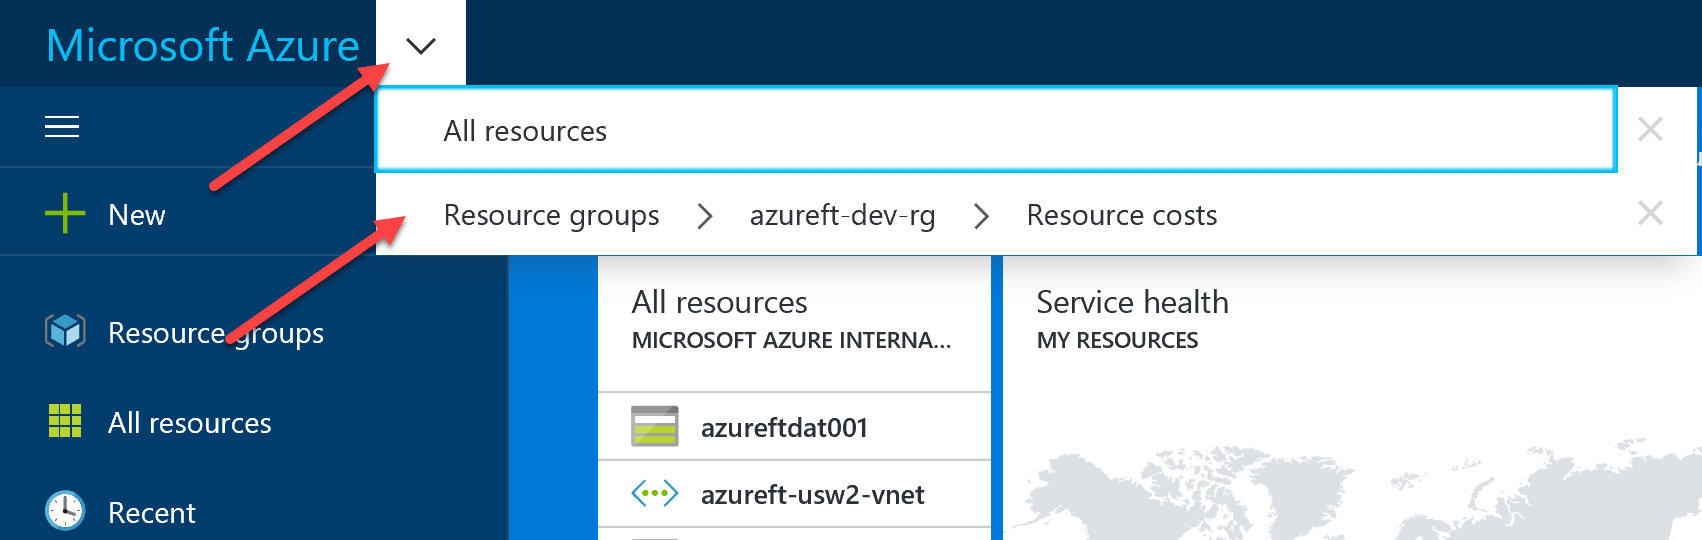 Microsoft Azure
All resources
New
Resource groups > azureft-dev-rg > Resource costs
Resource groups
All resources
Recent
All resources
MICROSOFT AZURE INTERNA...
azureftdat001
azureft-usw2-vnet
Service health
MY RESOURCES